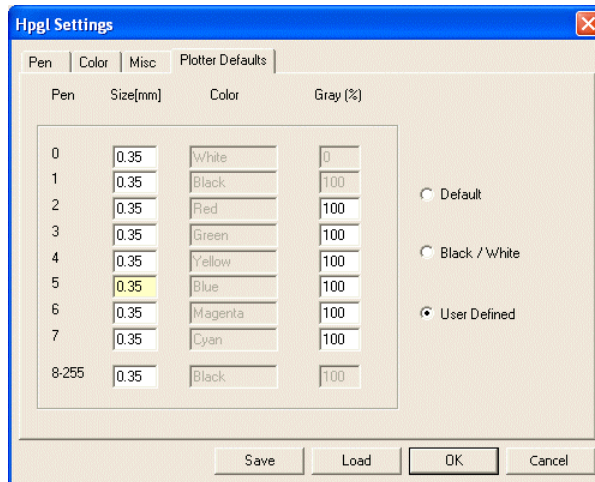 Hpgl Settings
Pen Color Misc Plotter Defaults
Pen Size[mm] Color Gray (%)
0 0.35 White 0
1 0.35 Black 100
2 0.35 Red 100
3 0.35 Green 100
4 0.35 Yellow 100
5 0.35 Blue 100
6 0.35 Magenta 100
7 0.35 Cyan 100
8-255 0.35 Black 100
Default
Black / White
User Defined
Save Load OK Cancel